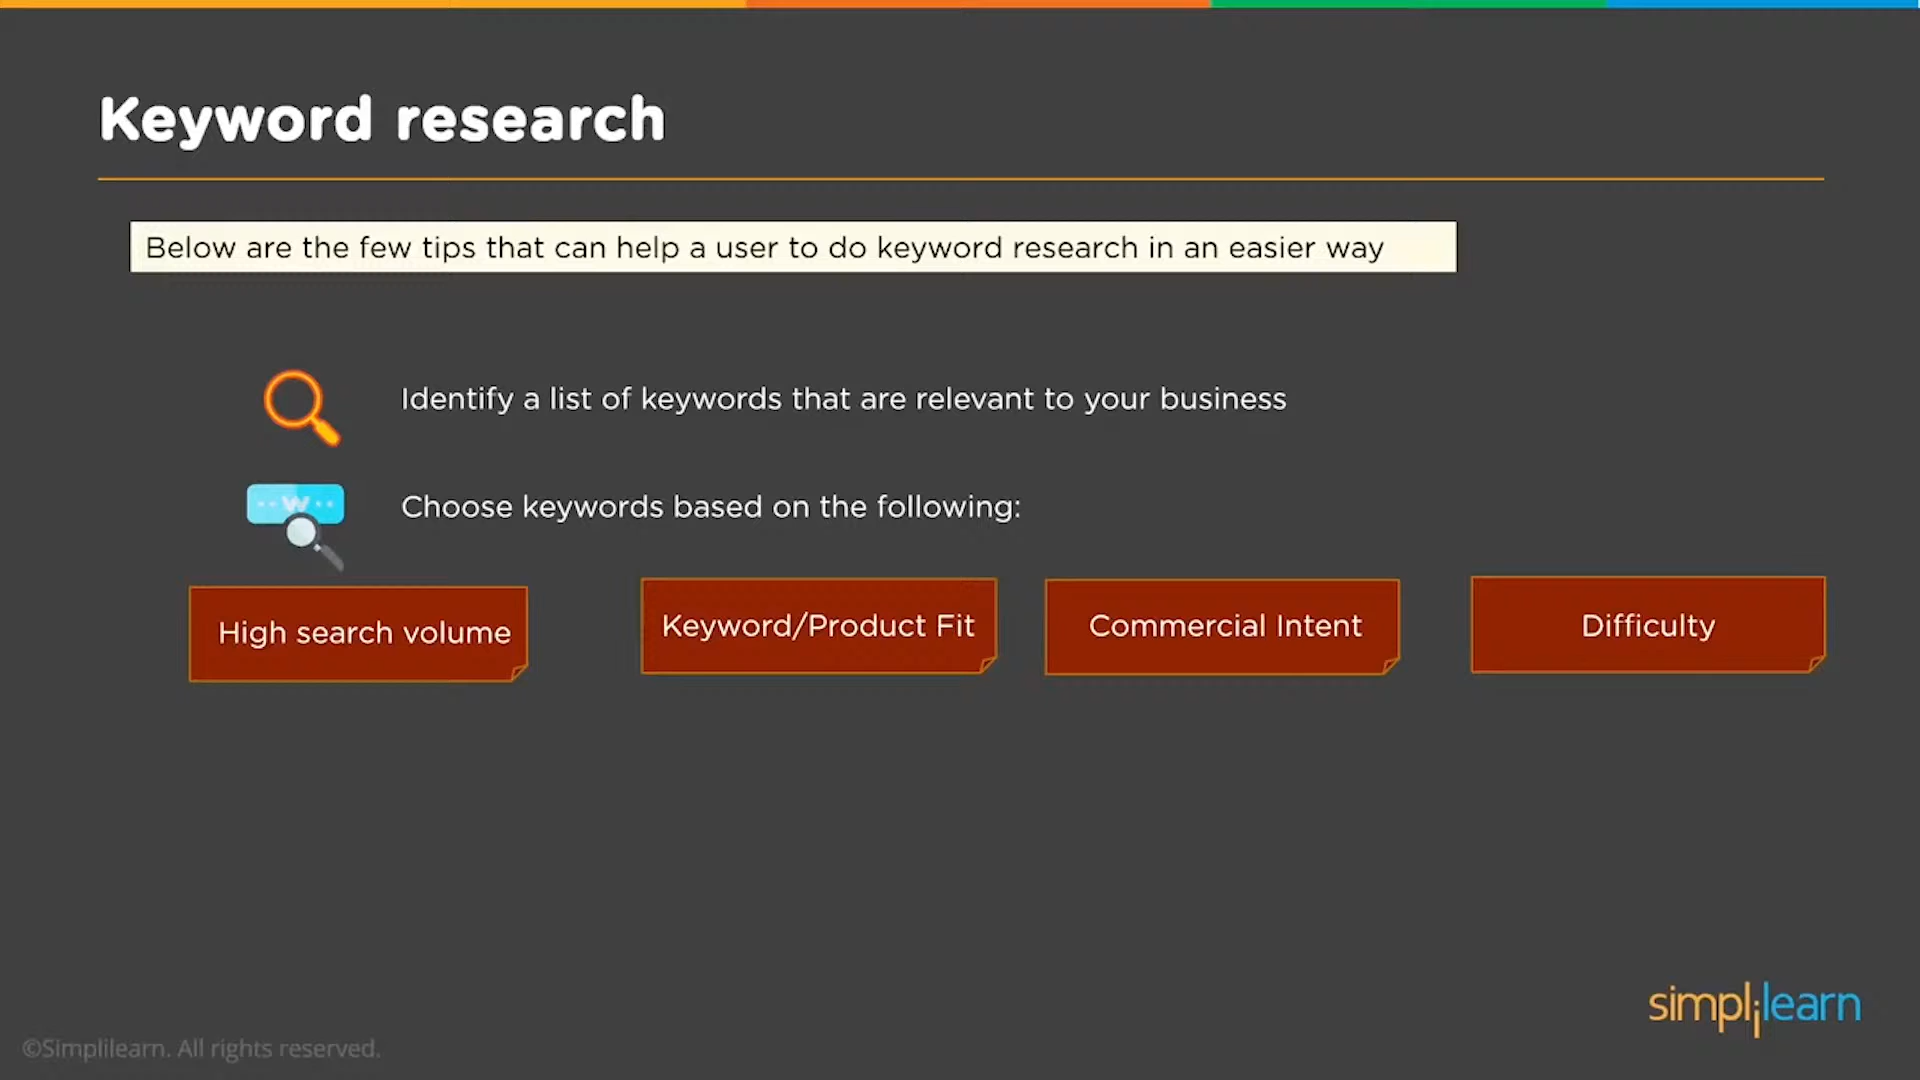 Keyword research
Below are the few tips that can help a user to do keyword research in an easier way
Identify a list of keywords that are relevant to your business
W
Choose keywords based on the following:
High search volume
Keyword/Product Fit
Commercial Intent
Difficulty
simplilearn
©Simplilearn. All rights reserved.